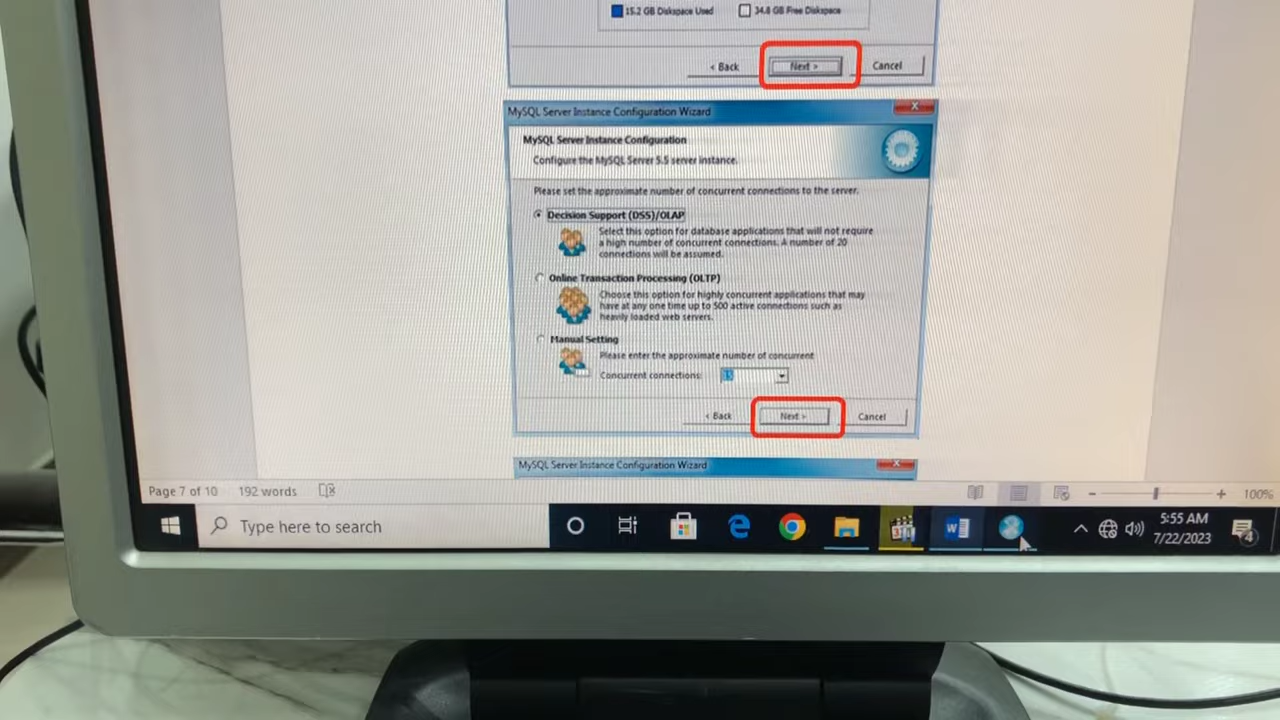 15.2 GB Diskspace Used 34.8 GB Free Diskspace
< Back Next > Cancel
MySQL Server Instance Configuration Wizard X
MySQL Server Instance Configuration
Configure the MySQL Server 5.5 server instance.
Please set the approximate number of concurrent connections to the server.
Decision Support (DSS)/OLAP
Select this option for database applications that will not require
a high number of concurrent connections. A number of 20
connections will be assumed.
Online Transaction Processing (OLTP)
Choose this option for highly concurrent applications that may
have at any one time up to 500 active connections such as
heavily loaded web servers.
Manual Setting
Please enter the approximate number of concurrent
Concurrent connections: 15
< Back Next > Cancel
MySQL Server Instance Configuration Wizard X
Page 7 of 10 192 words 100%
Type here to search
5:55 AM
7/22/2023
4